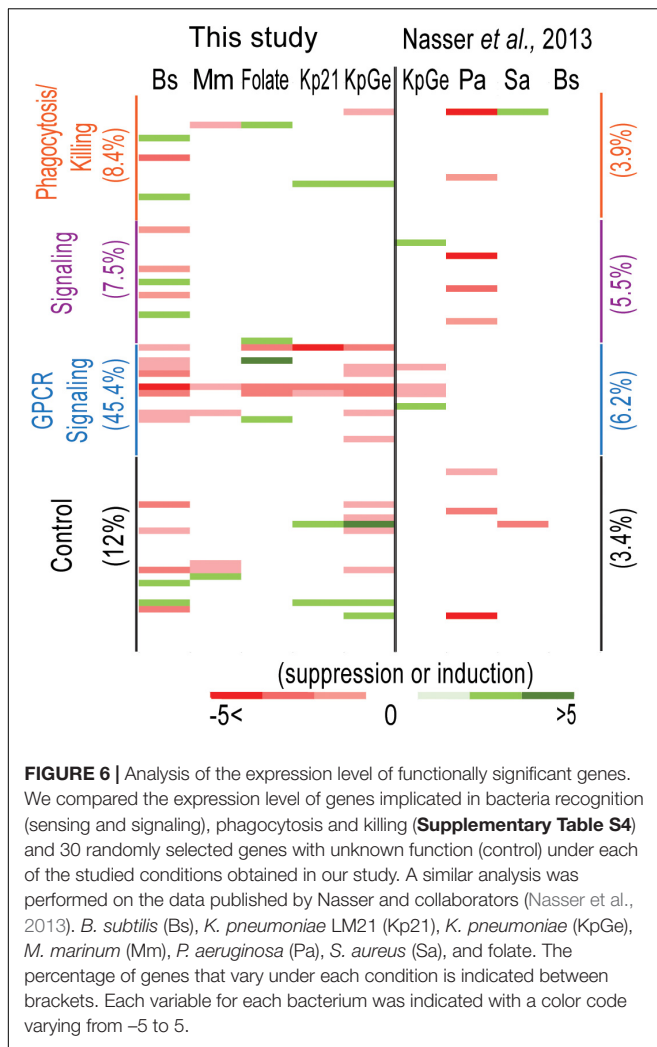 This study
Nasser et al., 2013
Bs Mm Folate Kp21 KpGe KpGe Pa Sa Bs
Phagocytosis/
Killing
(8.4%)
(3.9%)
Signaling
(7.5%)
(5.5%)
GPCR
Signaling
(45.4%)
(6.2%)
Control
(12%)
(3.4%)
(suppression or induction)
-5< 0 >5
FIGURE 6 | Analysis of the expression level of functionally significant genes.
We compared the expression level of genes implicated in bacteria recognition
(sensing and signaling), phagocytosis and killing (Supplementary Table S4)
and 30 randomly selected genes with unknown function (control) under each
of the studied conditions obtained in our study. A similar analysis was
performed on the data published by Nasser and collaborators (Nasser et al.,
2013). B. subtilis (Bs), K. pneumoniae LM21 (Kp21), K. pneumoniae (KpGe),
M. marinum (Mm), P. aeruginosa (Pa), S. aureus (Sa), and folate. The
percentage of genes that vary under each condition is indicated between
brackets. Each variable for each bacterium was indicated with a color code
varying from –5 to 5.